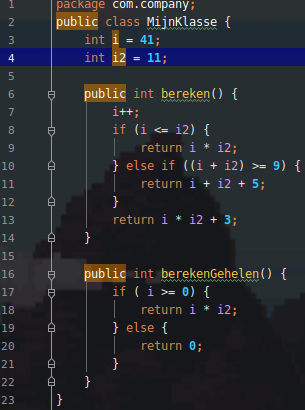 1 package com.company;
2 public class MijnKlasse {
3     int i = 41;
4     int i2 = 11;
5
6     public int bereken() {
7         i++;
8         if (i <= i2) {
9             return i * i2;
10         } else if ((i + i2) >= 9) {
11             return i + i2 + 5;
12         }
13         return i * i2 + 3;
14     }
15
16     public int berekenGehelen() {
17         if ( i >= 0) {
18             return i * i2;
19         } else {
20             return 0;
21         }
22     }
23 }